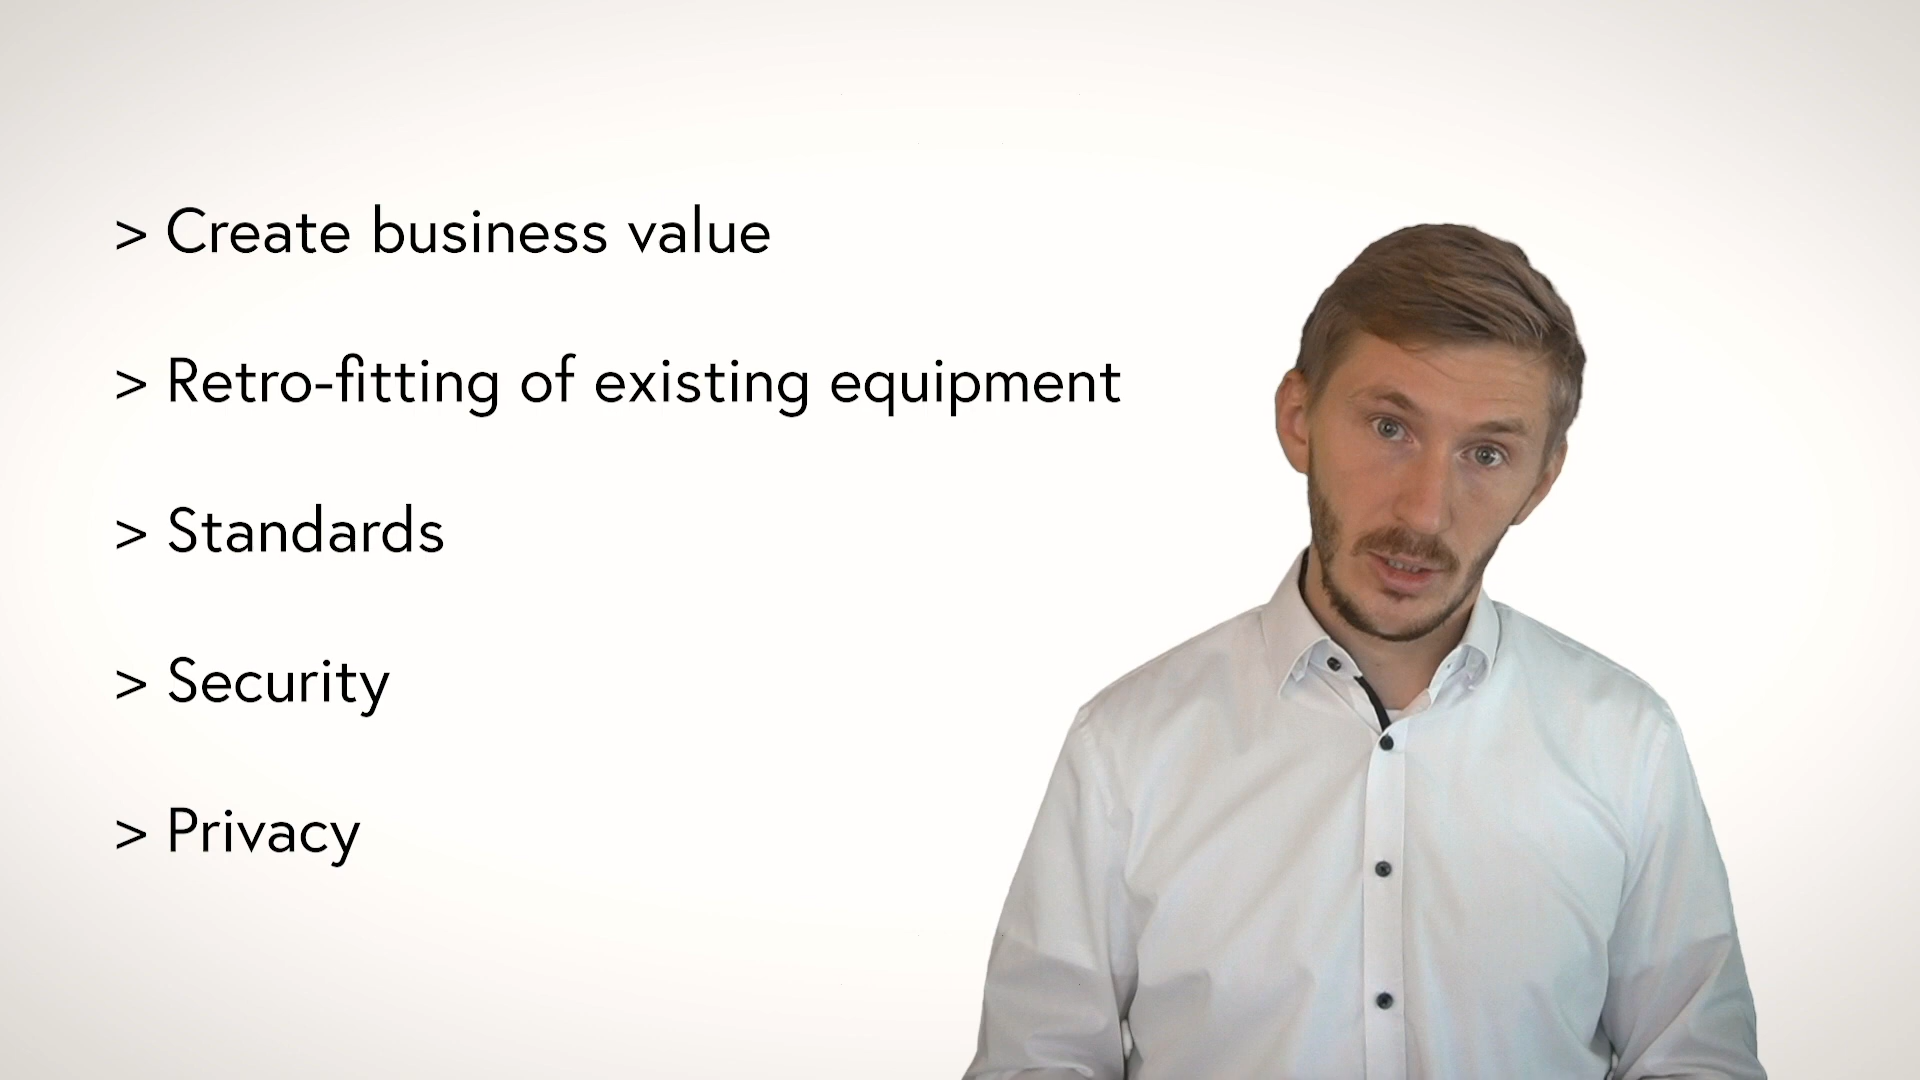 > Create business value
> Retro-fitting of existing equipment
> Standards
> Security
> Privacy